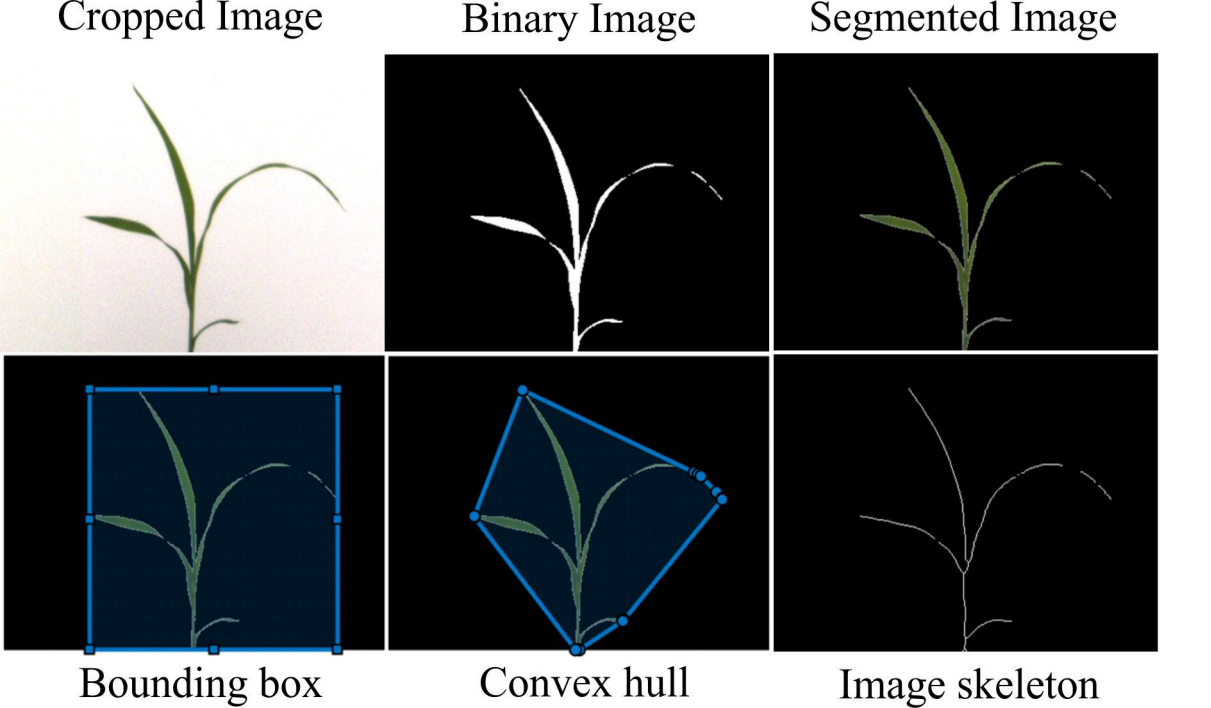 Cropped Image
Binary Image
Segmented Image
Bounding box
Convex hull
Image skeleton